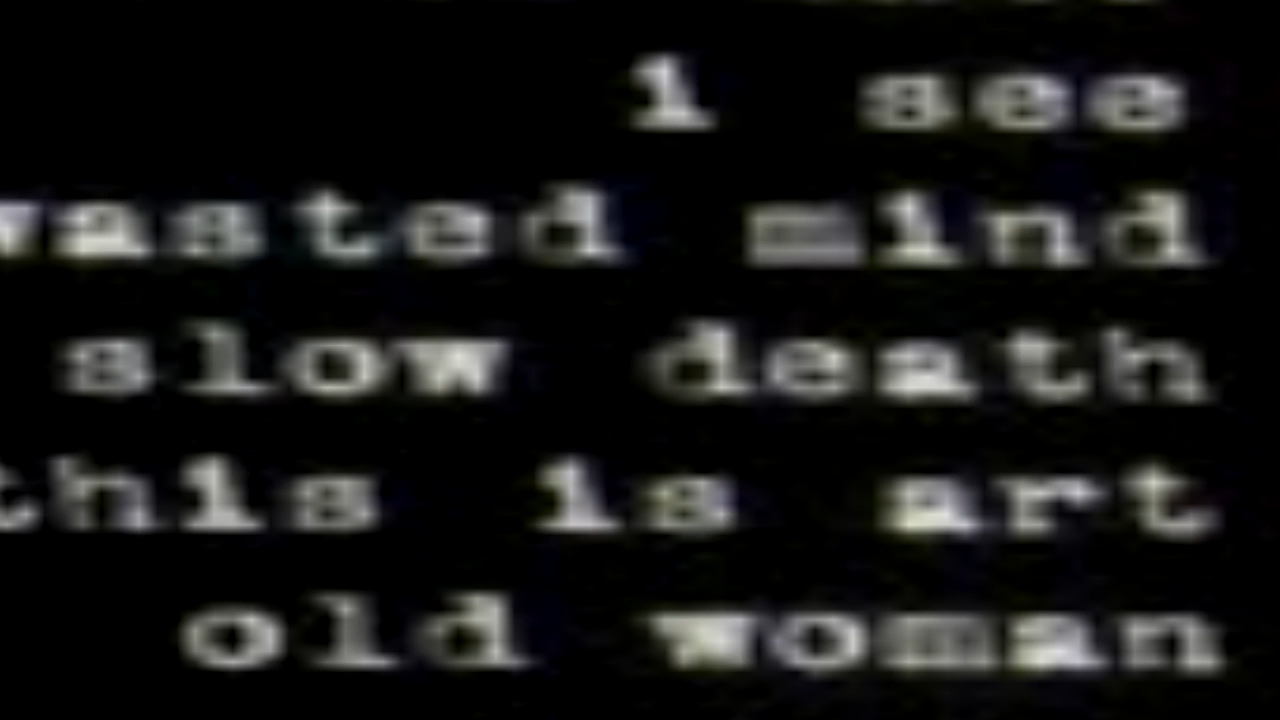 i see
wasted mind
slow death
this is art
old woman